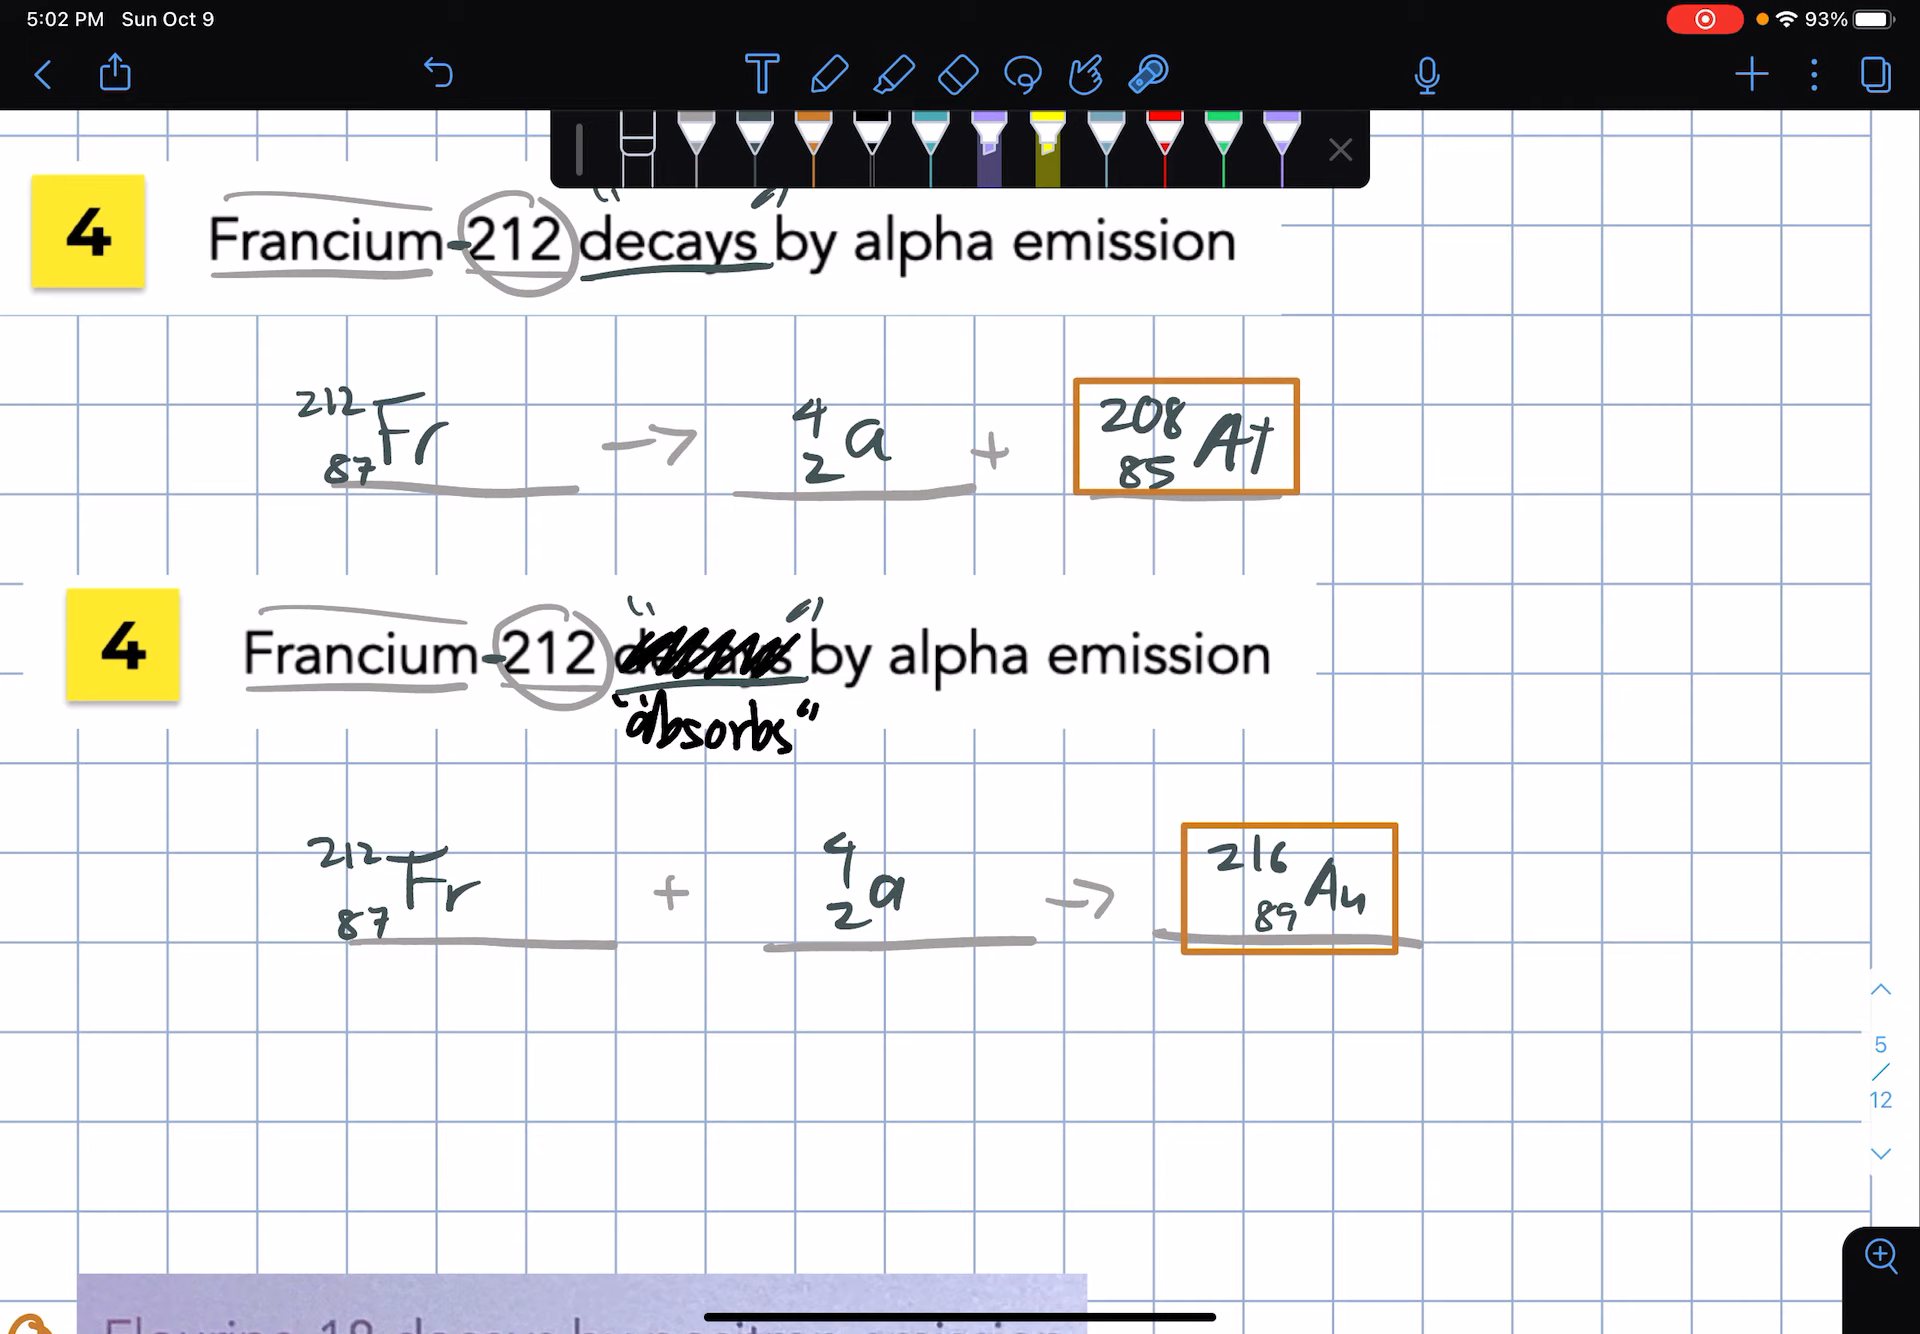 5:02 PM Sun Oct 9
93%
4 Francium-212 decays by alpha emission
212 87 Fr -> 4 2 a + 208 85 At
4 Francium-212 by alpha emission
"absorbs"
212 87 Fr + 4 2 a -> 216 89 Au
5
/
12